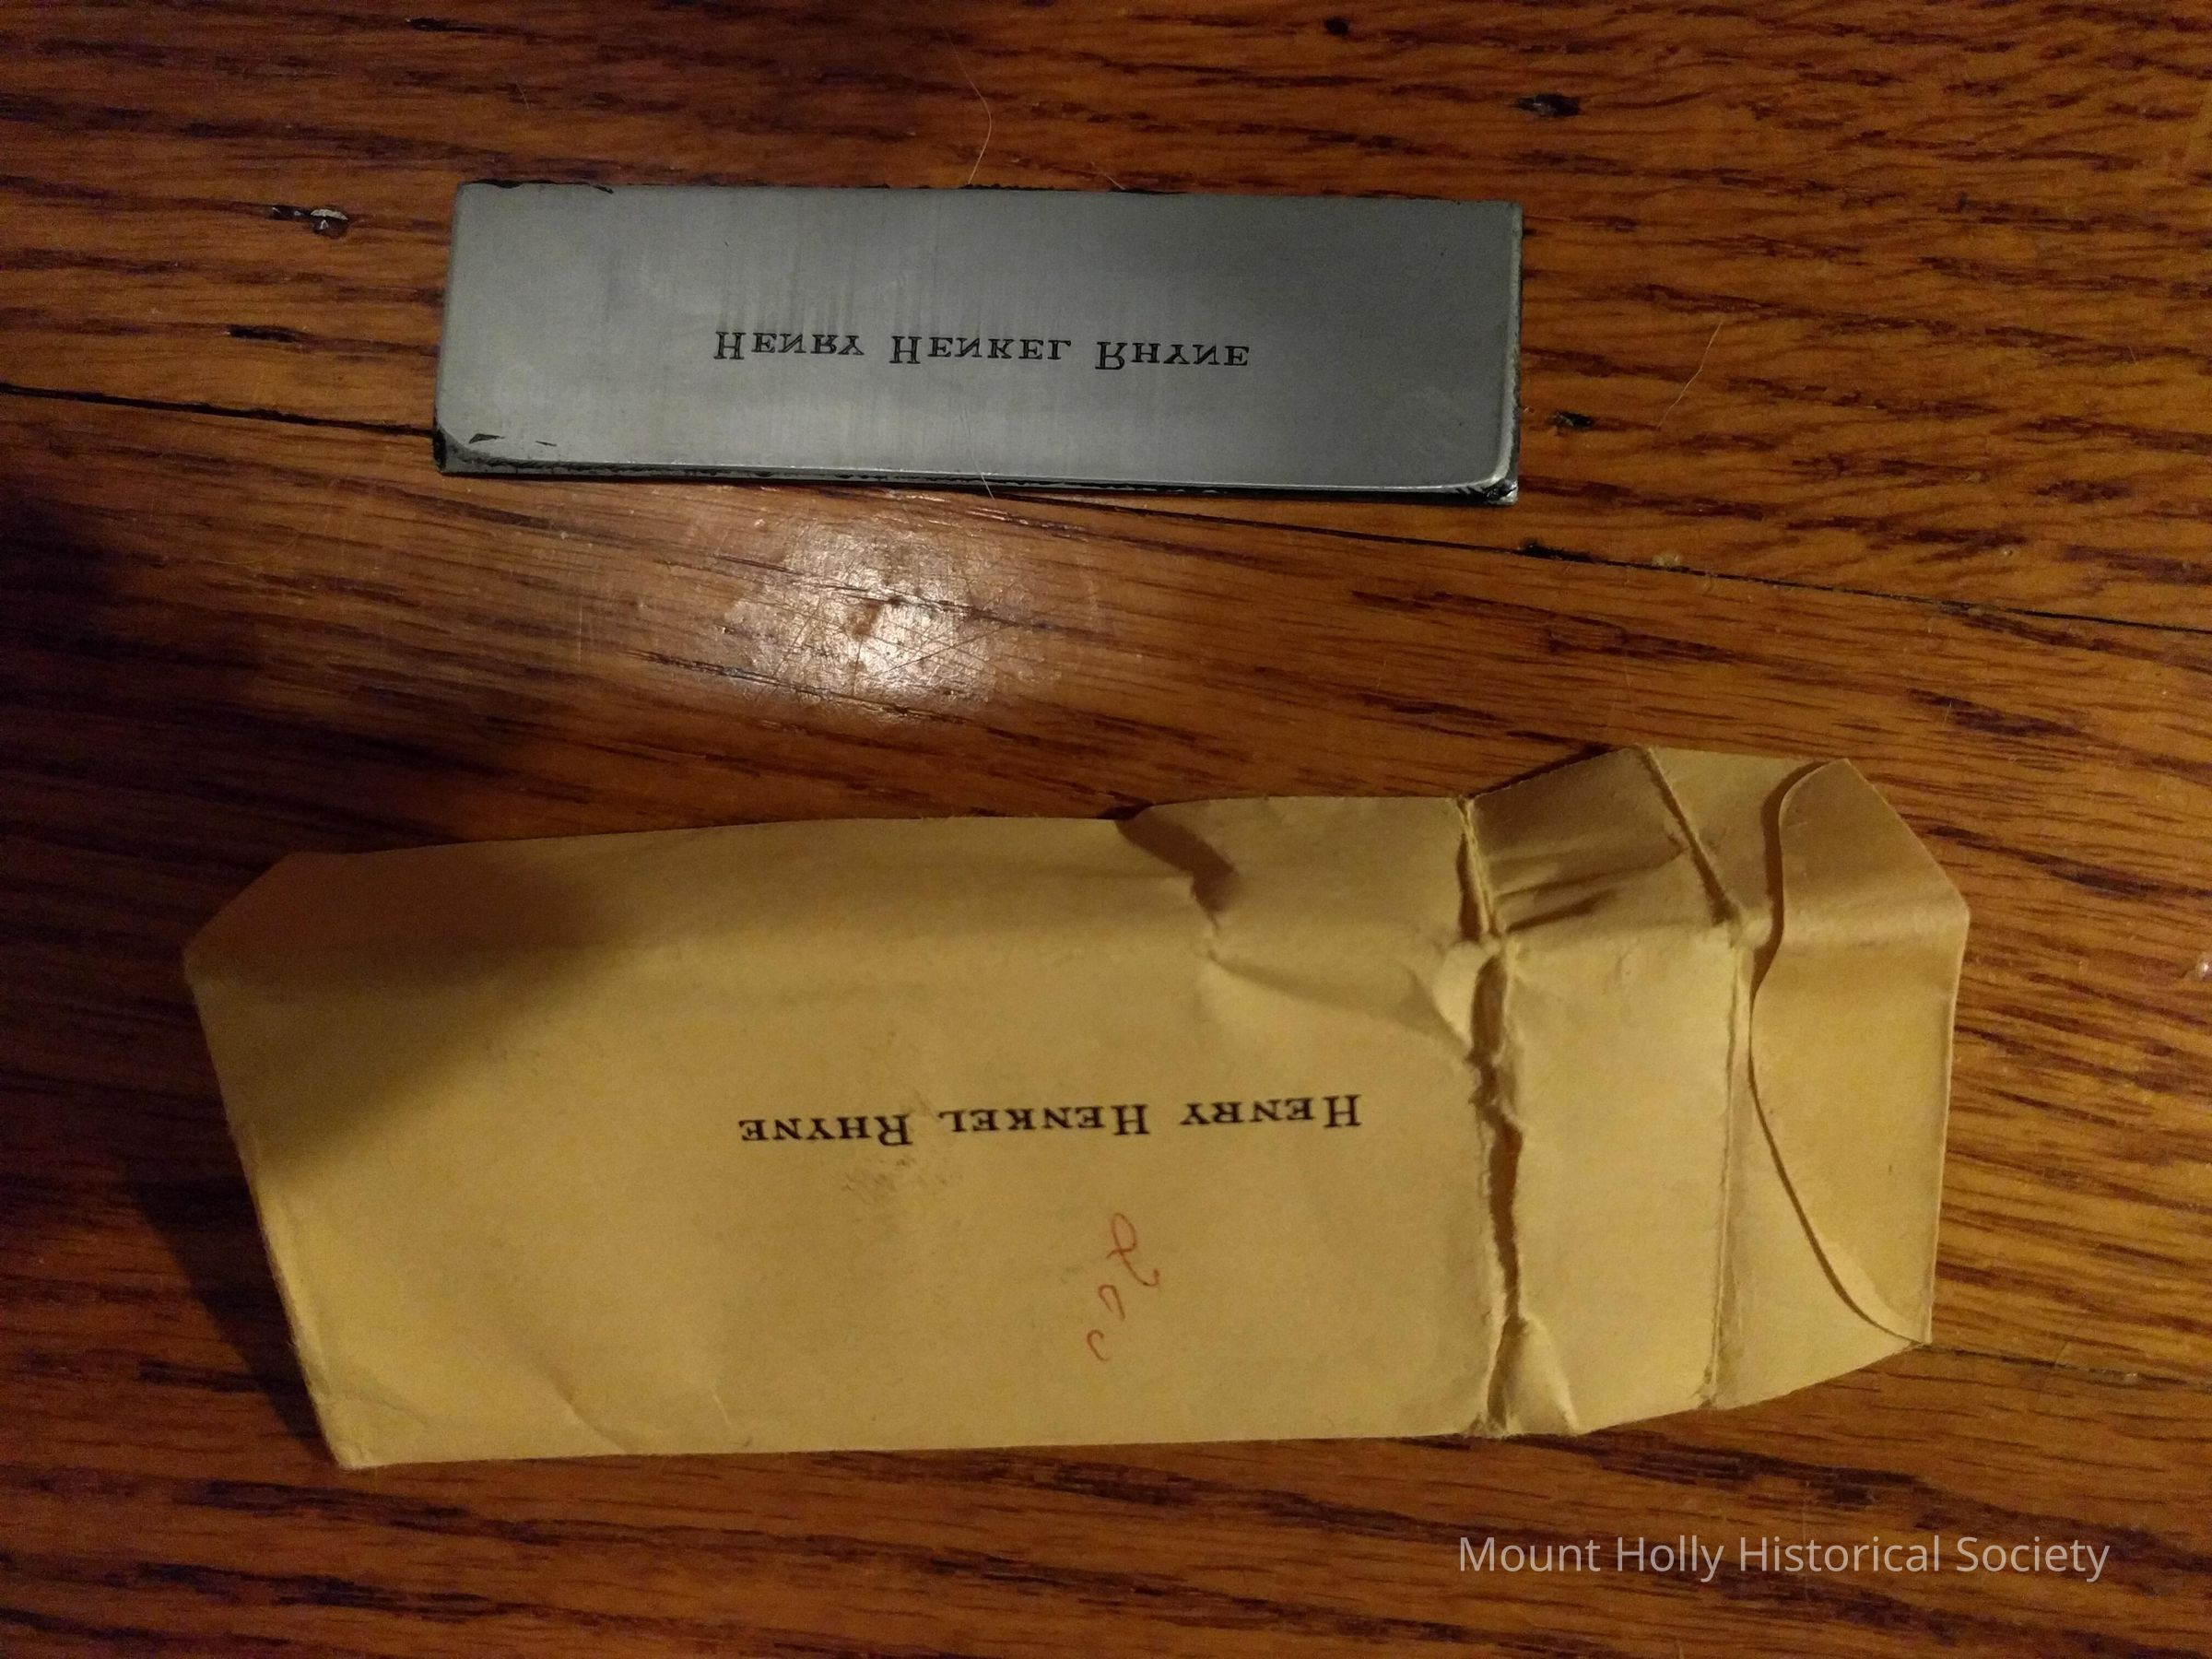 HENRY HENKEL RHYNE
HENRY HENKEL RHYNE
Mount Holly Historical Society